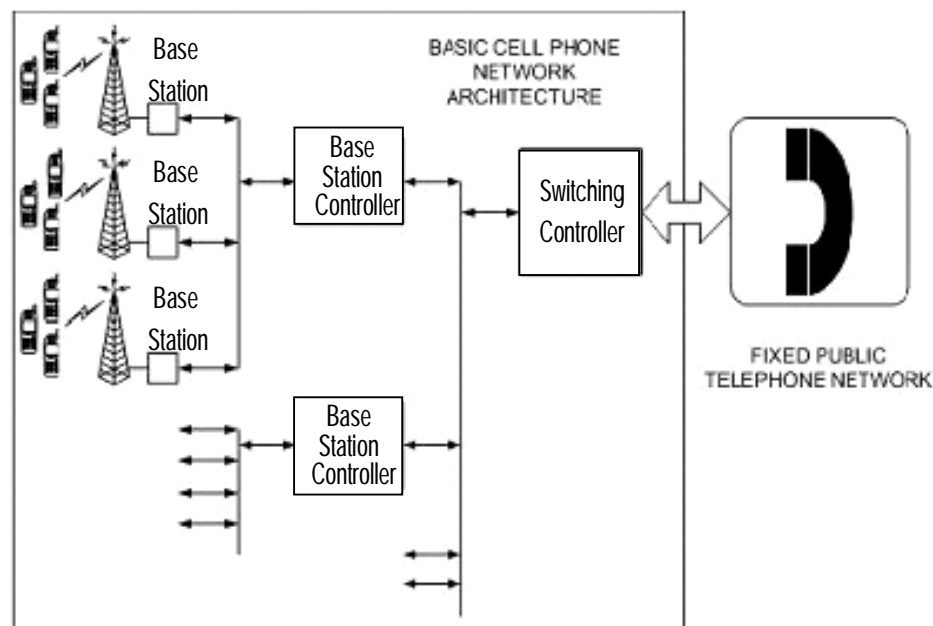 Base
Station
BASIC CELL PHONE
NETWORK
ARCHITECTURE
Base
Station
Controller
Base
Station
Switching
Controller
Base
Station
FIXED PUBLIC
TELEPHONE NETWORK
Base
Station
Controller